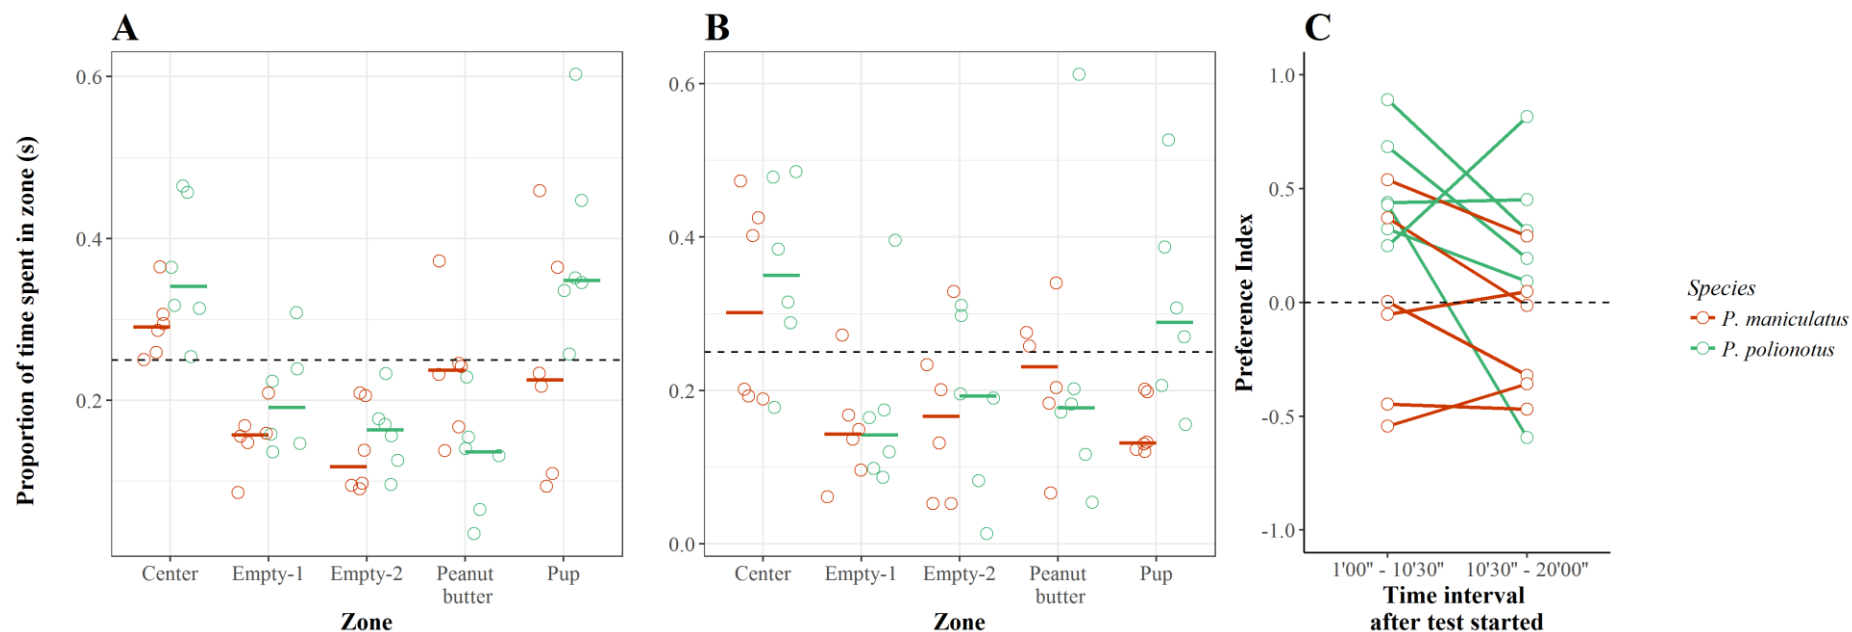 A
B
C
Proportion of time spent in zone (s)
0.6
0.4
0.2
Center
Empty-1
Empty-2
Peanut
butter
Pup
Zone
0.6
0.4
0.2
0.0
Center
Empty-1
Empty-2
Peanut
butter
Pup
Zone
Preference Index
1.0
0.5
0.0
-0.5
-1.0
1'00" - 10'30"
10'30" - 20'00"
Time interval
after test started
Species
P. maniculatus
P. polionotus